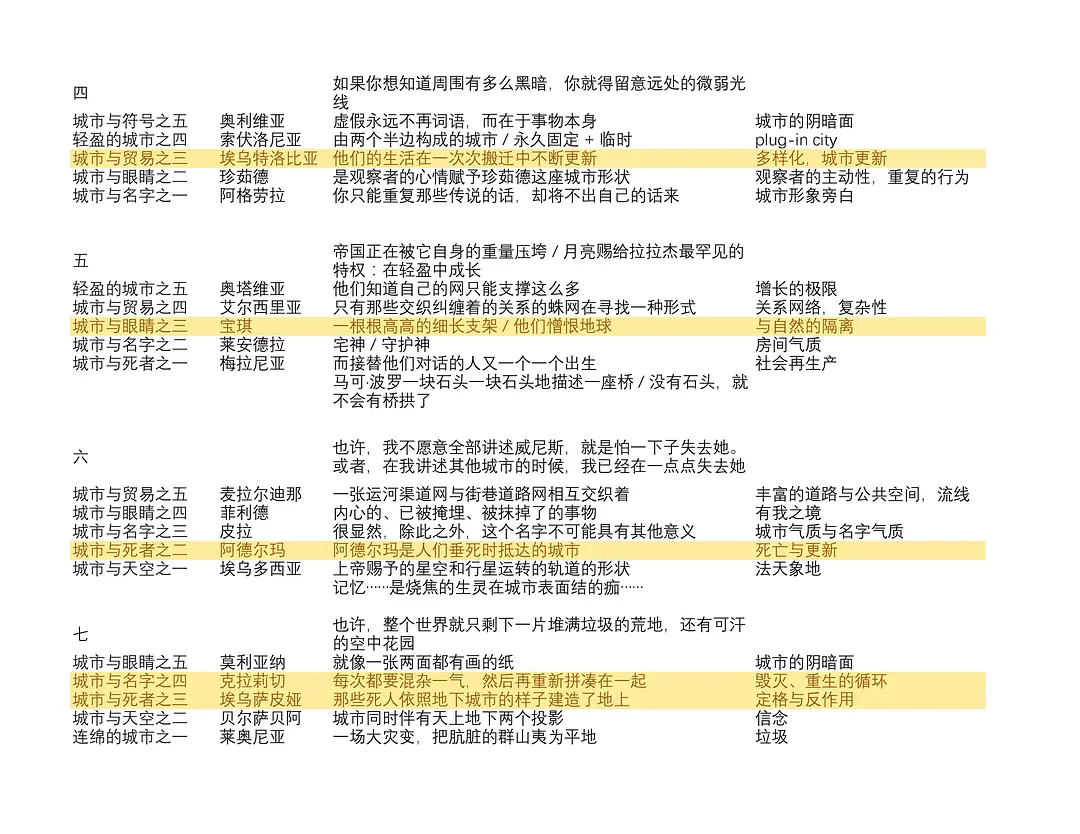 如果你想知道周围有多么黑暗，你就得留意远处的微弱光
四
线
城市与符号之五 奥利维亚 虚假永远不再词语，而在于事物本身 城市的阴暗面
轻盈的城市之四 索伏洛尼亚 由两个半边构成的城市 / 永久固定 + 临时 plug-in city
城市与贸易之三 埃乌特洛比亚 他们的生活在一次次搬迁中不断更新 多样化，城市更新
城市与眼睛之二 珍茹德 是观察者的心情赋予珍茹德这座城市形状 观察者的主动性，重复的行为
城市与名字之一 阿格劳拉 你只能重复那些传说的话，却将不出自己的话来 城市形象旁白
帝国正在被它自身的重量压垮 / 月亮赐给拉拉杰最罕见的
五
特权：在轻盈中成长
轻盈的城市之五 奥塔维亚 他们知道自己的网只能支撑这么多 增长的极限
城市与贸易之四 艾尔西里亚 只有那些交织纠缠着的关系的蛛网在寻找一种形式 关系网络，复杂性
城市与眼睛之三 宝琪 一根根高高的细长支架 / 他们憎恨地球 与自然的隔离
城市与名字之二 莱安德拉 宅神 / 守护神 房间气质
城市与死者之一 梅拉尼亚 而接替他们对话的人又一个一个出生 社会再生产
马可·波罗一块石头一块石头地描述一座桥 / 没有石头，就
不会有桥拱了
也许，我不愿意全部讲述威尼斯，就是怕一下子失去她。
六
或者，在我讲述其他城市的时候，我已经在一点点失去她
城市与贸易之五 麦拉尔迪那 一张运河渠道网与街巷道路网相互交织着 丰富的道路与公共空间，流线
城市与眼睛之四 菲利德 内心的、已被掩埋、被抹掉了的事物 有我之境
城市与名字之三 皮拉 很显然，除此之外，这个名字不可能具有其他意义 城市气质与名字气质
城市与死者之二 阿德尔玛 阿德尔玛是人们垂死时抵达的城市 死亡与更新
城市与天空之一 埃乌多西亚 上帝赐予的星空和行星运转的轨道的形状 法天象地
记忆……是烧焦的生灵在城市表面结的痂……
也许，整个世界就只剩下一片堆满垃圾的荒地，还有可汗
七
的空中花园
城市与眼睛之五 莫利亚纳 就像一张两面都有画的纸 城市的阴暗面
城市与名字之四 克拉莉切 每次都要混杂一气，然后再重新拼凑在一起 毁灭、重生的循环
城市与死者之三 埃乌萨皮娅 那些死人依照地下城市的样子建造了地上 定格与反作用
城市与天空之二 贝尔萨贝阿 城市同时伴有天上地下两个投影 信念
连绵的城市之一 莱奥尼亚 一场大灾变，把肮脏的群山夷为平地 垃圾